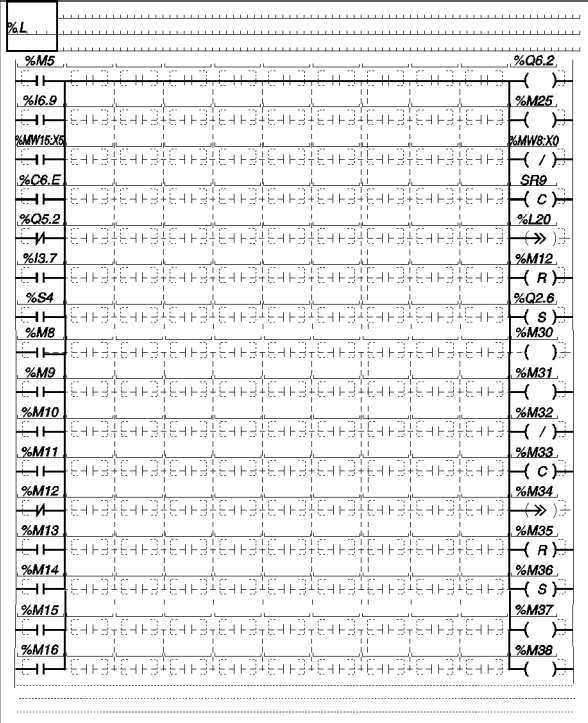 %L
%M5 %Q6.2
%I6.9 %M25
%MW15:X5 %MW8:X0
/
%C6.E SR9
C
%Q5.2 %L20
%I3.7 %M12
R
%S4 %Q2.6
S
%M8 %M30
%M9 %M31
%M10 %M32
/
%M11 %M33
C
%M12 %M34
%M13 %M35
R
%M14 %M36
S
%M15 %M37
%M16 %M38